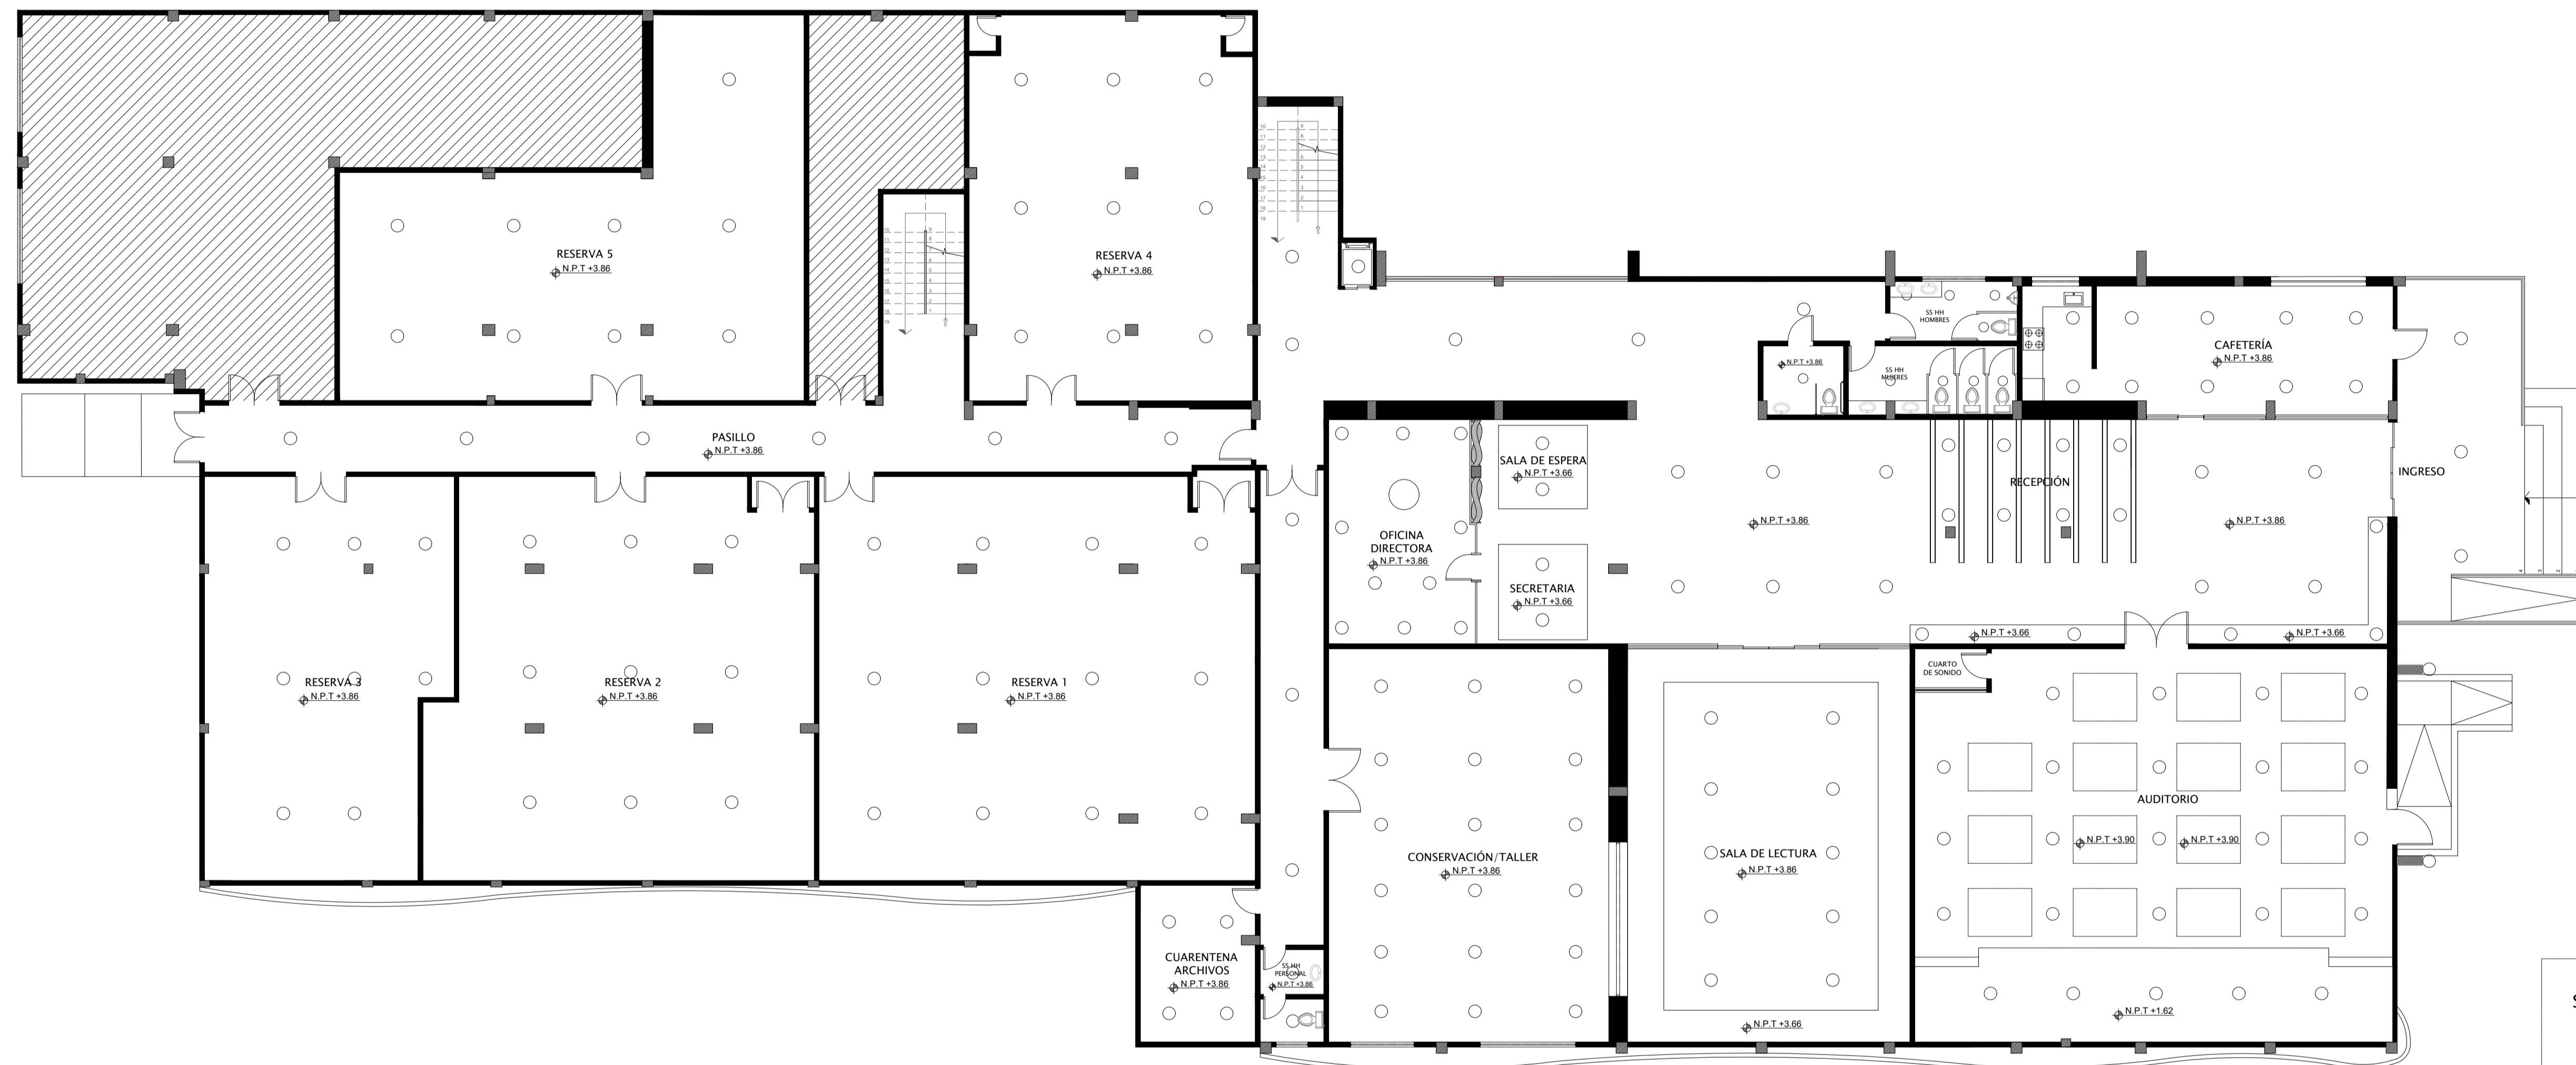 RESERVA 5
N.P.T +3.86
RESERVA 4
N.P.T +3.86
SS HH
HOMBRES
N.P.T +3.86
SS HH
MUJERES
CAFETERÍA
N.P.T +3.86
PASILLO
N.P.T +3.86
SALA DE ESPERA
N.P.T +3.66
RECEPCIÓN
INGRESO
N.P.T +3.86
N.P.T +3.86
OFICINA
DIRECTORA
N.P.T +3.86
SECRETARIA
N.P.T +3.66
N.P.T +3.66
N.P.T +3.66
CUARTO
DE SONIDO
RESERVA 3
N.P.T +3.86
RESERVA 2
N.P.T +3.86
RESERVA 1
N.P.T +3.86
AUDITORIO
N.P.T +3.90
N.P.T +3.90
CONSERVACIÓN/TALLER
N.P.T +3.86
SALA DE LECTURA
N.P.T +3.86
CUARENTENA
ARCHIVOS
N.P.T +3.86
SS HH
PERSONAL
N.P.T +3.86
N.P.T +3.66
N.P.T +1.62